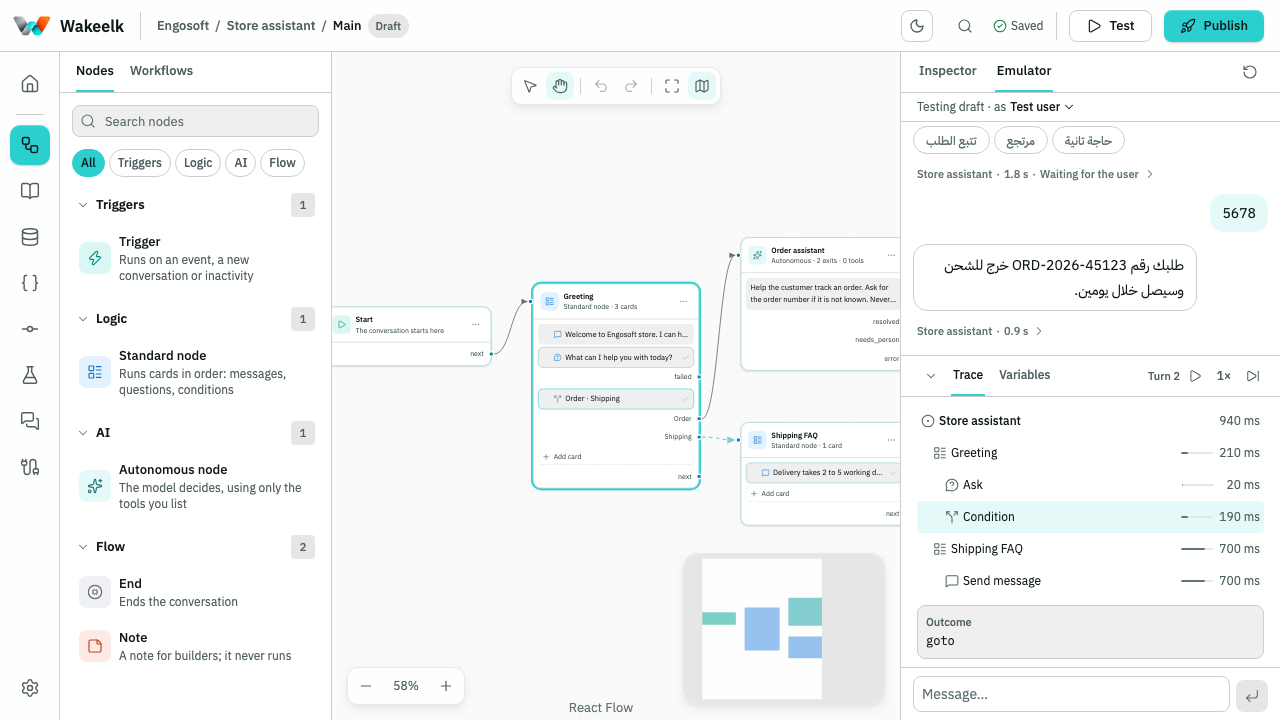 Wakeelk
Engosoft / Store assistant / Main Draft
Saved
Test
Publish
Nodes Workflows
Search nodes
All Triggers Logic AI Flow
Triggers 1
Trigger
Runs on an event, a new
conversation or inactivity
Logic 1
Standard node
Runs cards in order: messages,
questions, conditions
AI 1
Autonomous node
The model decides, using only the
tools you list
Flow 2
End
Ends the conversation
Note
A note for builders; it never runs
Start
The conversation starts here
next
Greeting
Standard node · 3 cards
Welcome to Engosoft store. I can h...
What can I help you with today?
failed
Order · Shipping
Order
Shipping
+ Add card
next
Order assistant
Autonomous · 2 exits · 0 tools
Help the customer track an order. Ask for
the order number if it is not known. Never...
resolved
needs_person
error
Shipping FAQ
Standard node · 1 card
Delivery takes 2 to 5 working d...
+ Add card
next
58%
React Flow
Inspector Emulator
Testing draft · as Test user
تتبع الطلب
مرتجع
حاجة تانية
Store assistant · 1.8 s · Waiting for the user
5678
طلبك رقم ORD-2026-45123 خرج للشحن
وسيصل خلال يومين.
Store assistant · 0.9 s
Trace Variables Turn 2 1×
Store assistant 940 ms
Greeting 210 ms
Ask 20 ms
Condition 190 ms
Shipping FAQ 700 ms
Send message 700 ms
Outcome
goto
Message...